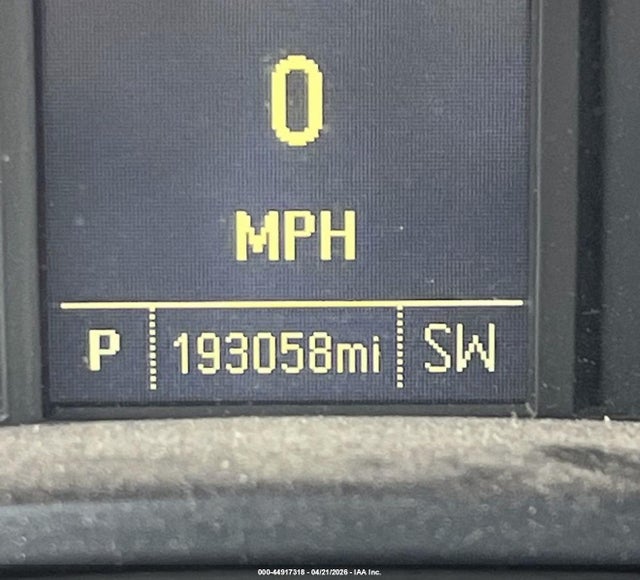 0
MPH
P 193058mi SW
000-44917318 - 04/21/2026 - IAA Inc.